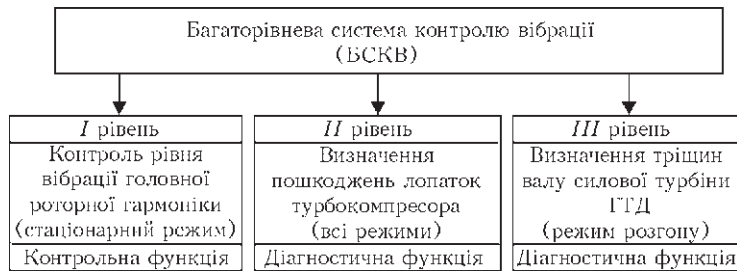 Багаторівнева система контролю вібрації
(БСКВ)
I рівень
Контроль рівня
вібрації головної
роторної гармоніки
(стаціонарний режим)
Контрольна функція
II рівень
Визначення
пошкоджень лопаток
турбокомпресора
(всі режими)
Діагностична функція
III рівень
Визначення тріщин
валу силової турбіни
ГТД
(режим розгону)
Діагностична функція